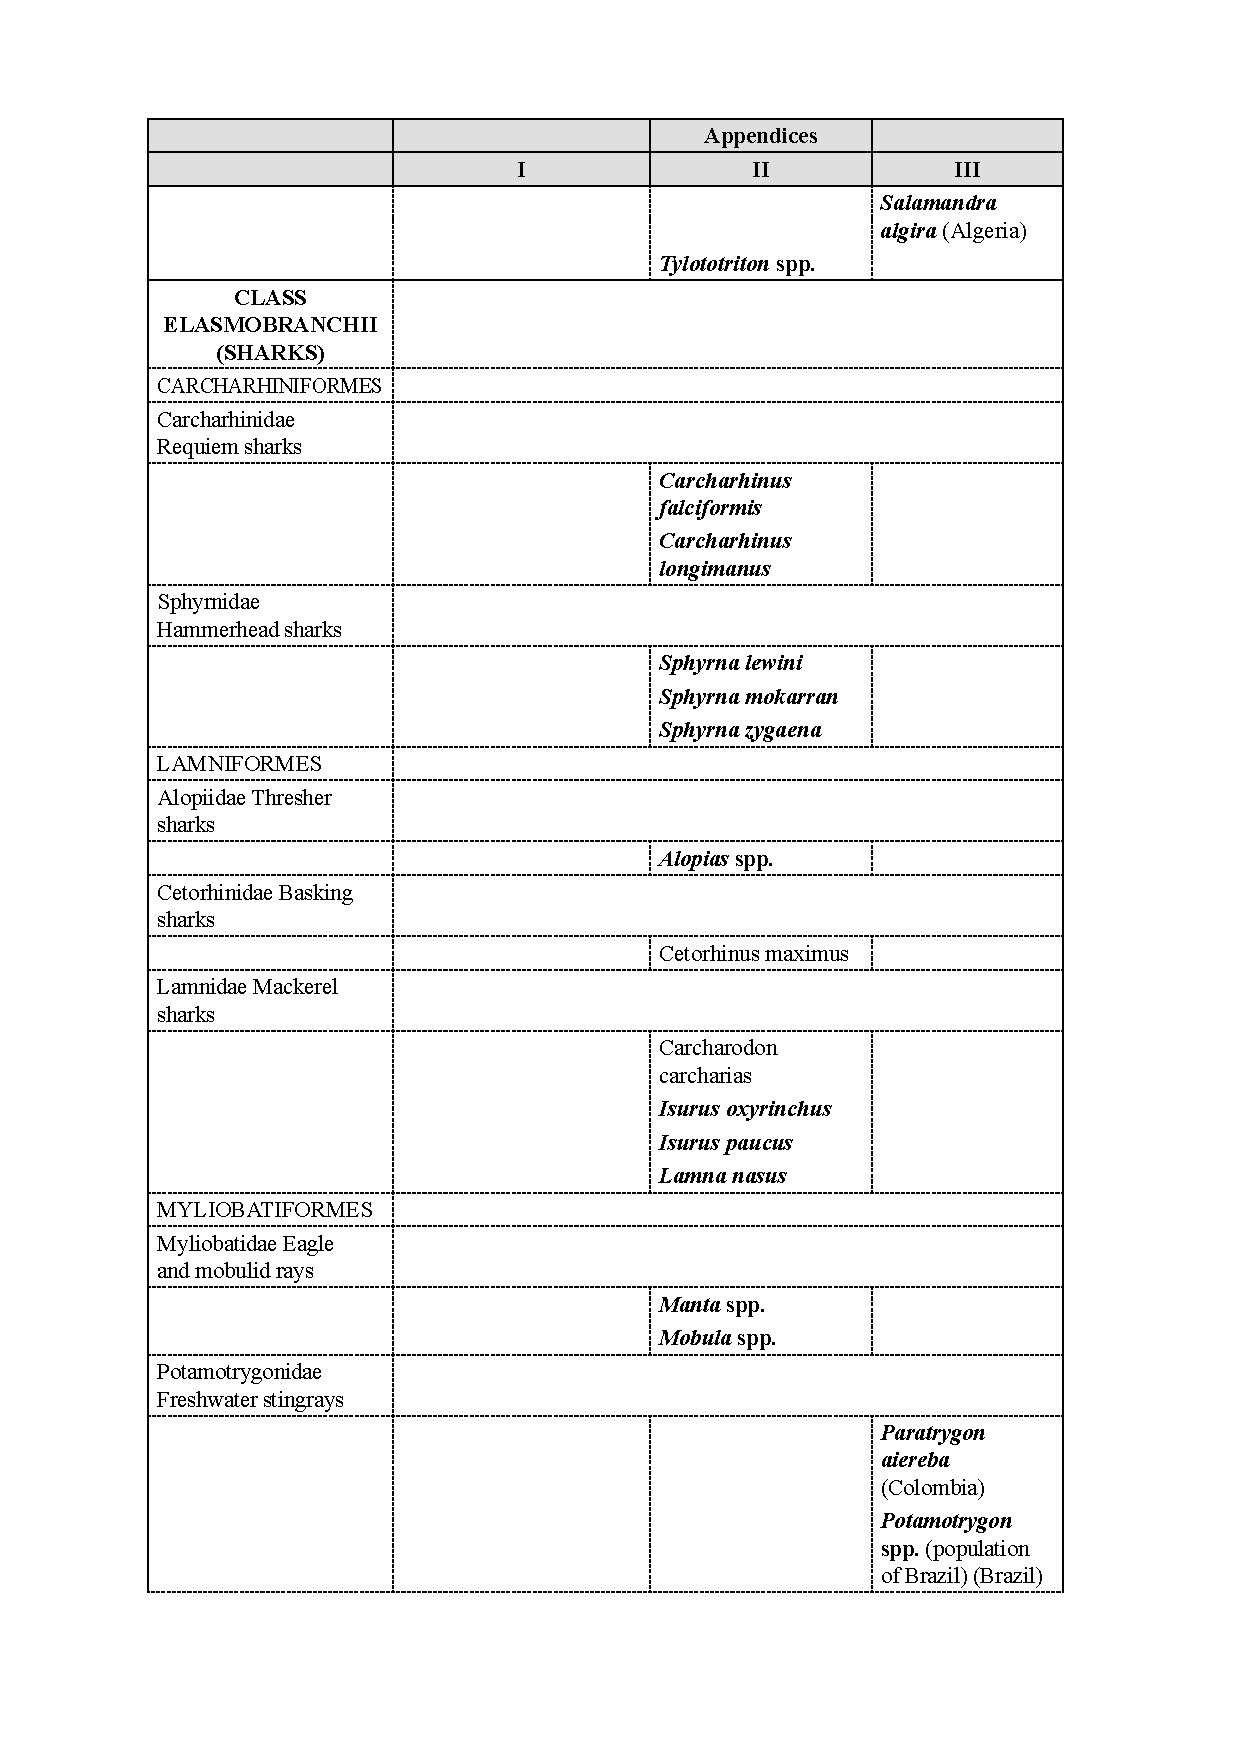 Appendices
I II III
Salamandra
algira (Algeria)
Tylototriton spp.
CLASS
ELASMOBRANCHII
(SHARKS)
CARCHARHINIFORMES
Carcharhinidae
Requiem sharks
Carcharhinus
falciformis
Carcharhinus
longimanus
Sphyrnidae
Hammerhead sharks
Sphyrna lewini
Sphyrna mokarran
Sphyrna zygaena
LAMNIFORMES
Alopiidae Thresher
sharks
Alopias spp.
Cetorhinidae Basking
sharks
Cetorhinus maximus
Lamnidae Mackerel
sharks
Carcharodon
carcharias
Isurus oxyrinchus
Isurus paucus
Lamna nasus
MYLIOBATIFORMES
Myliobatidae Eagle
and mobulid rays
Manta spp.
Mobula spp.
Potamotrygonidae
Freshwater stingrays
Paratrygon
aiereba
(Colombia)
Potamotrygon
spp. (population
of Brazil) (Brazil)